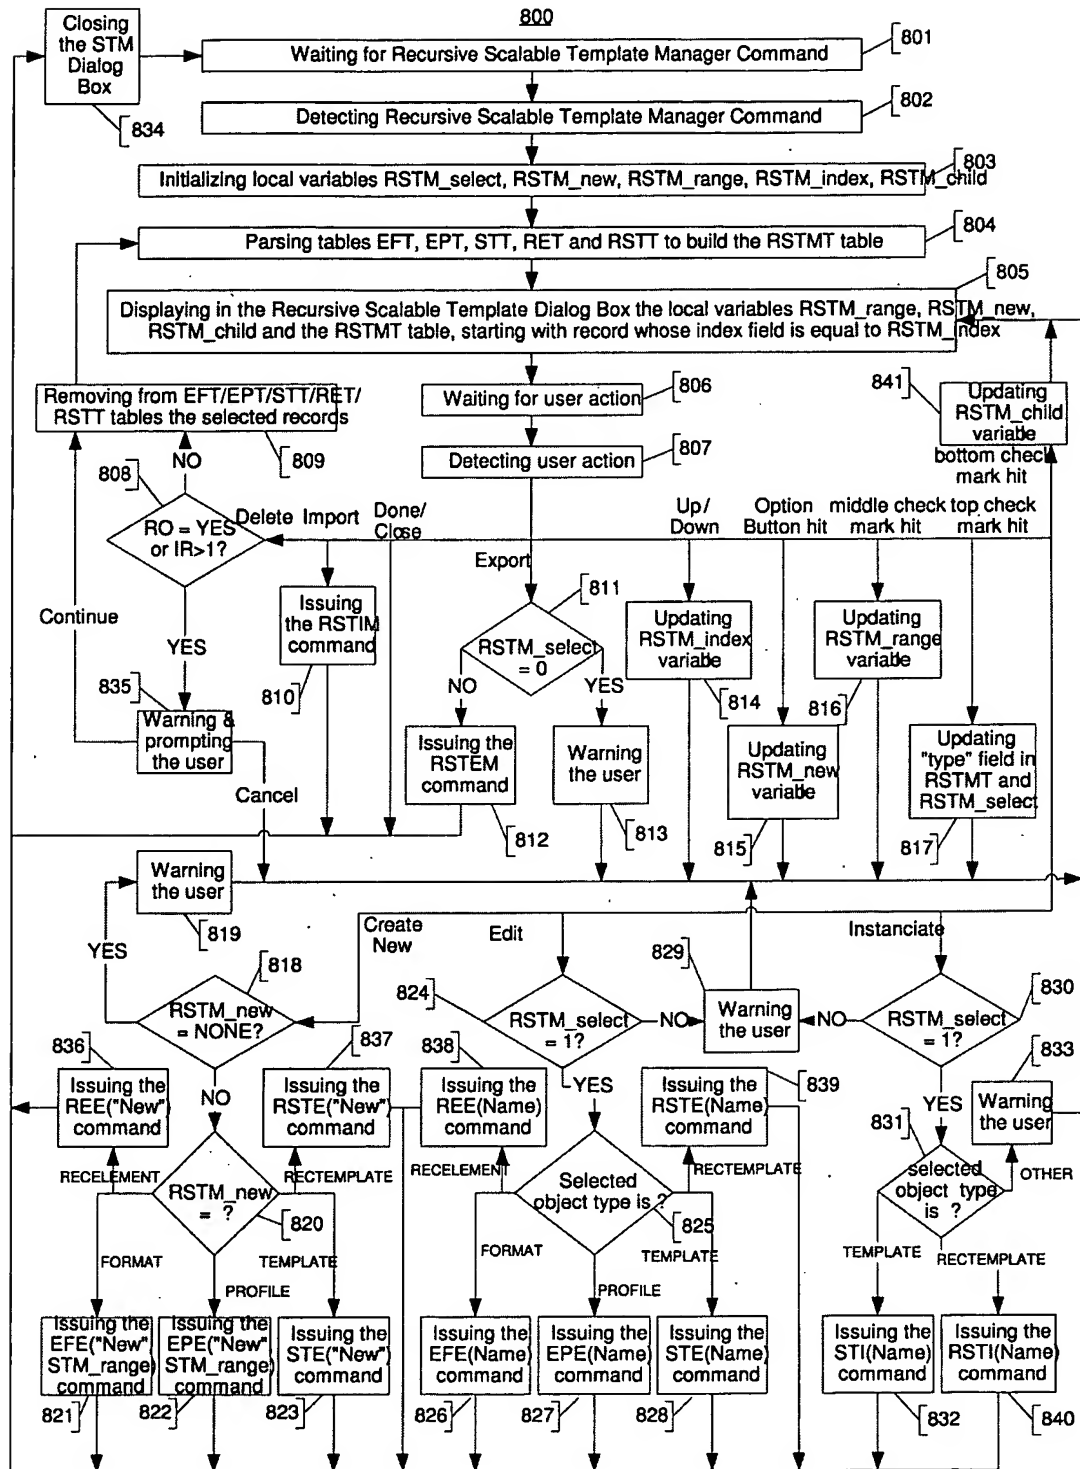 800
Closing
the STM
Dialog
Box
834
Waiting for Recursive Scalable Template Manager Command
801
Detecting Recursive Scalable Template Manager Command
802
Initializing local variables RSTM_select, RSTM_new, RSTM_range, RSTM_index, RSTM_child
803
Parsing tables EFT, EPT, STT, RET and RSTT to build the RSTMT table
804
805
Displaying in the Recursive Scalable Template Dialog Box the local variables RSTM_range, RSTM_new,
RSTM_child and the RSTMT table, starting with record whose index field is equal to RSTM_index
Removing from EFT/EPT/STT/RET/
RSTT tables the selected records
809
Waiting for user action
806
Detecting user action
807
841
Updating
RSTM_child
variable
bottom check
mark hit
808
NO
RO = YES
or IR>1?
Delete
Import
Done/
Close
Export
Up/
Down
Option
Button hit
middle check
mark hit
top check
mark hit
Continue
YES
835
Warning &
prompting
the user
Cancel
Issuing
the RSTIM
command
810
811
RSTM_select
= 0
NO
YES
Issuing the
RSTEM
command
812
Warning
the user
813
Updating
RSTM_index
variable
814
Updating
RSTM_new
variable
815
Updating
RSTM_range
variable
816
Updating
"type" field in
RSTMT and
RSTM_select
817
Warning
the user
819
YES
Create
New
Edit
Instanciate
818
RSTM_new
= NONE?
NO
824
RSTM_select
= 1?
NO
YES
829
Warning
the user
NO
830
RSTM_select
= 1?
YES
836
Issuing the
REE("New")
command
837
Issuing the
RSTE("New")
command
838
Issuing the
REE(Name)
command
839
Issuing the
RSTE(Name)
command
833
Warning
the user
RECELEMENT
RECTEMPLATE
RSTM_new
= ?
820
FORMAT
PROFILE
TEMPLATE
RECELEMENT
RECTEMPLATE
Selected
object type is ?
825
FORMAT
PROFILE
TEMPLATE
831
selected
object type
is ?
OTHER
TEMPLATE
RECTEMPLATE
Issuing the
EFE("New"
STM_range)
command
821
Issuing the
EPE("New"
STM_range)
command
822
Issuing the
STE("New")
command
823
Issuing the
EFE(Name)
command
826
Issuing the
EPE(Name)
command
827
Issuing the
STE(Name)
command
828
Issuing the
STI(Name)
command
832
Issuing the
RSTI(Name)
command
840